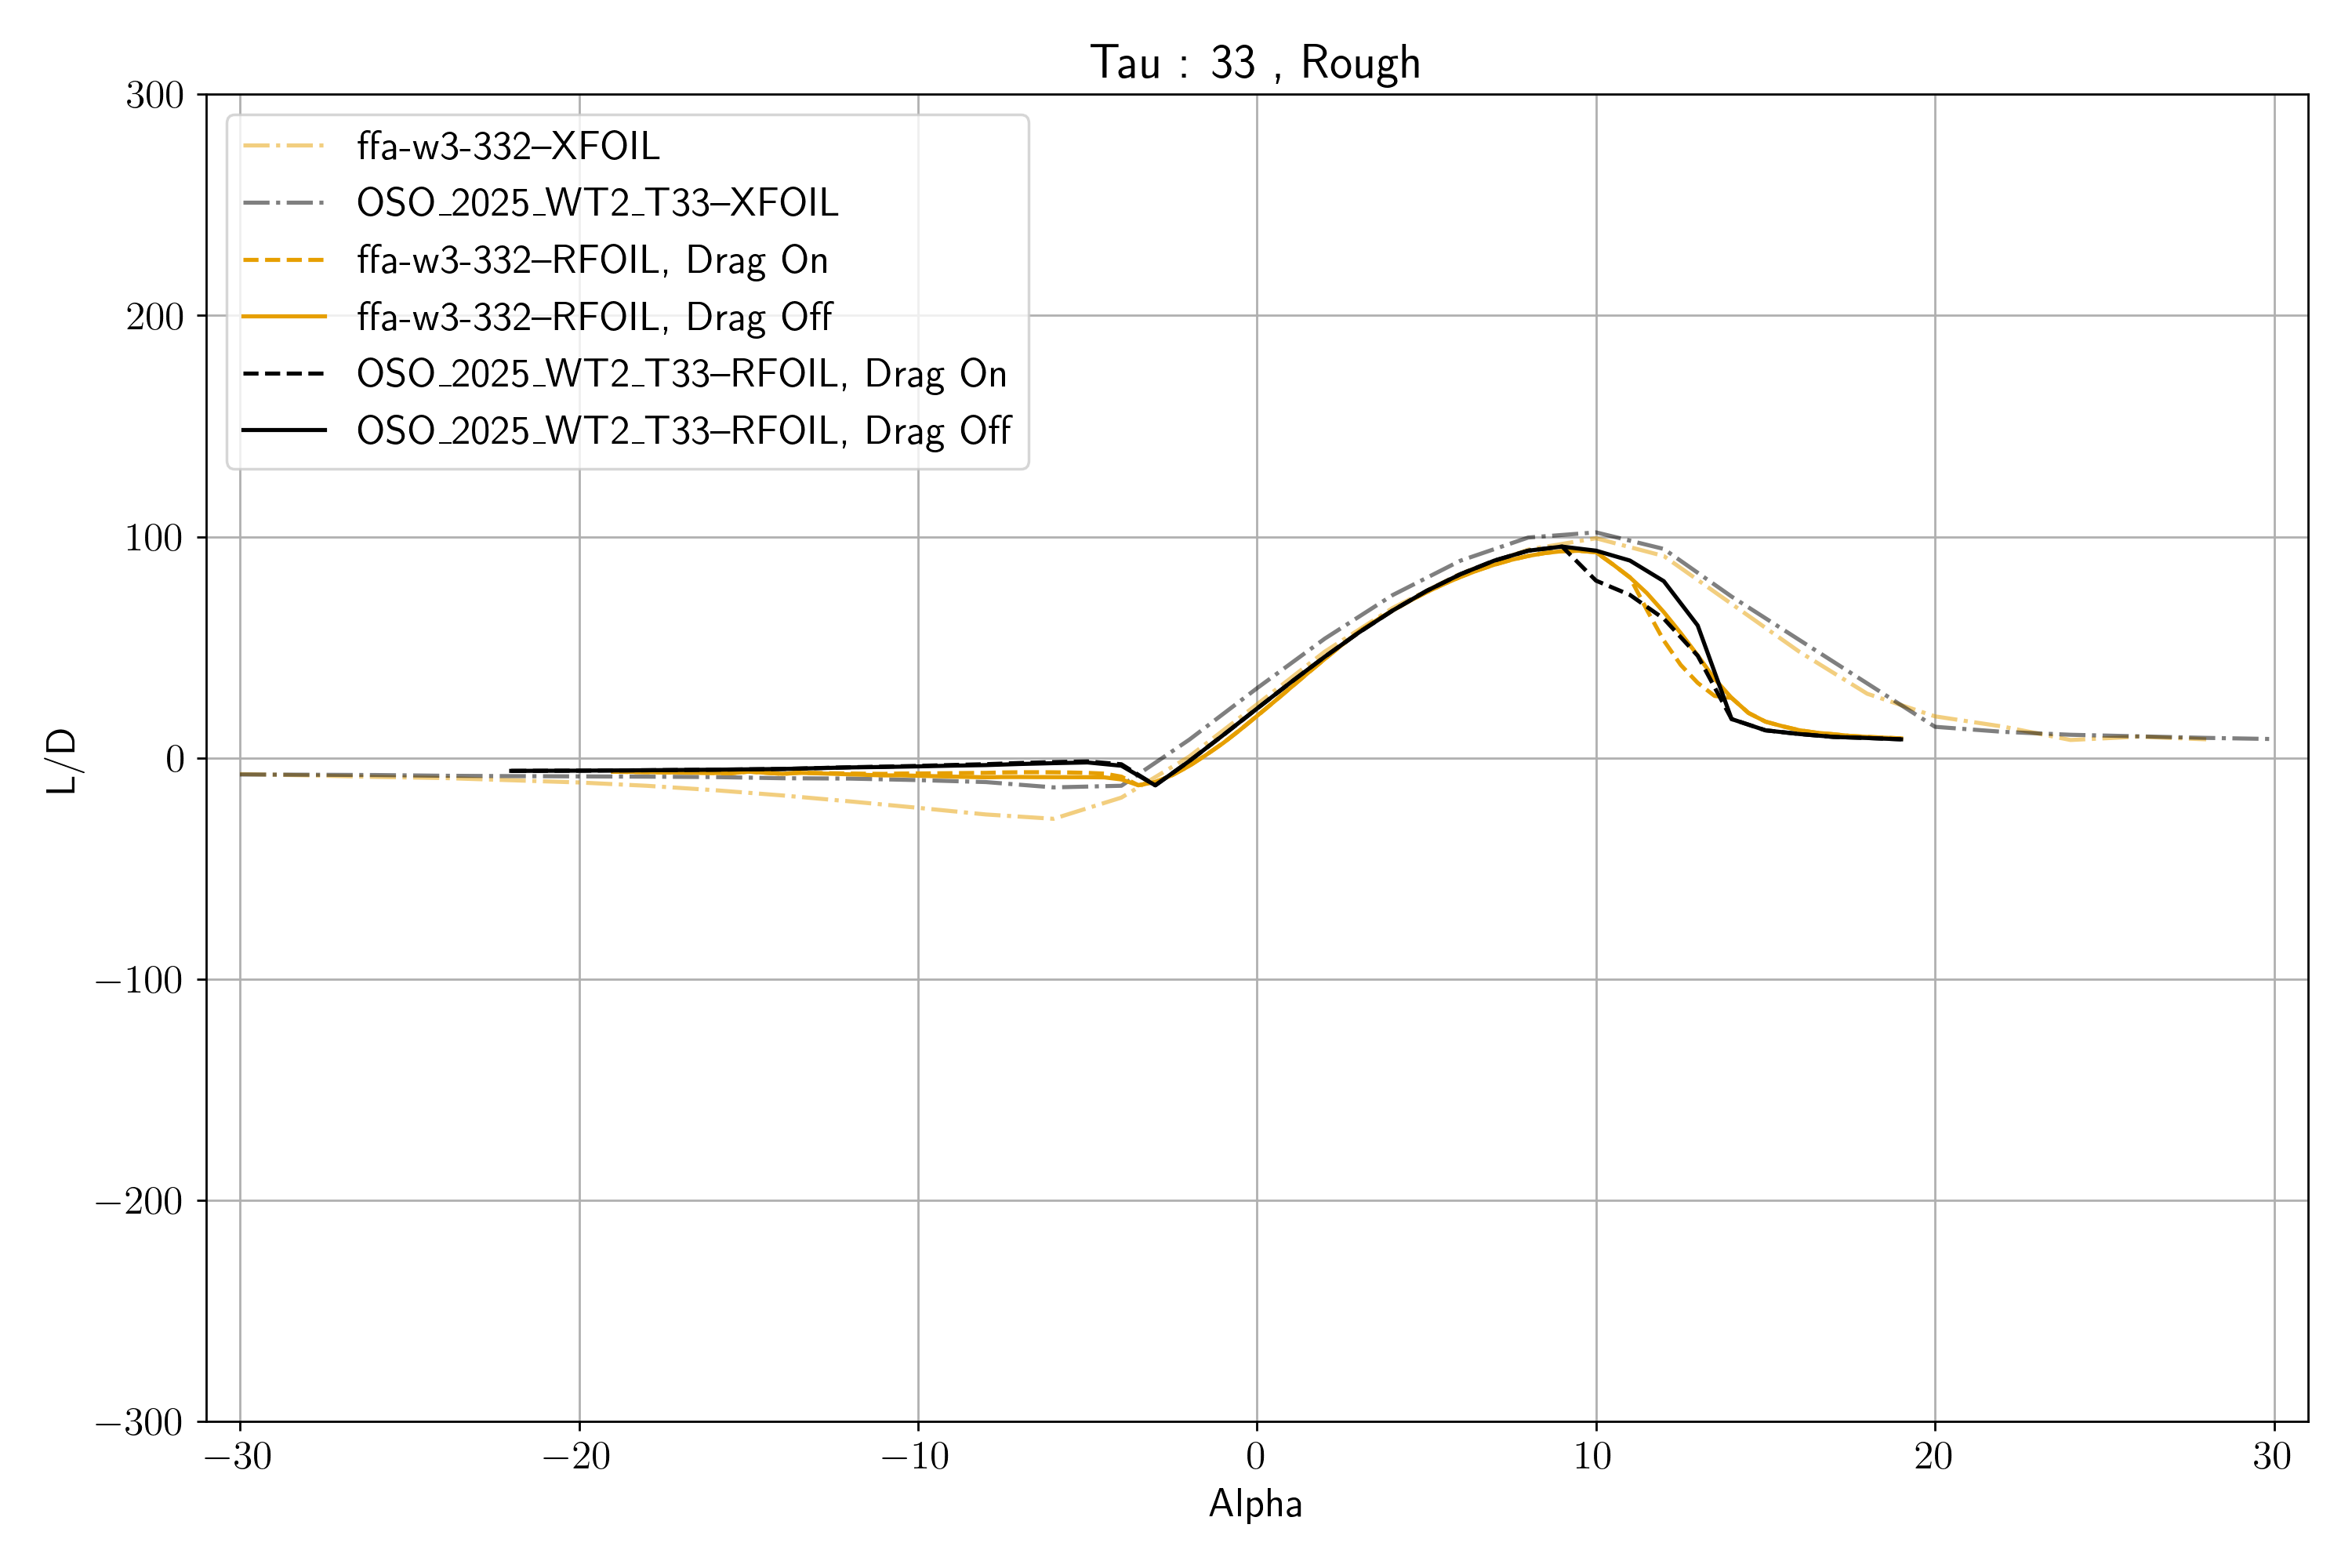 Tau : 33 , Rough
300
200
100
0
−100
−200
−300
L/D
ffa-w3-332–XFOIL
OSO_2025_WT2_T33–XFOIL
ffa-w3-332–RFOIL, Drag On
ffa-w3-332–RFOIL, Drag Off
OSO_2025_WT2_T33–RFOIL, Drag On
OSO_2025_WT2_T33–RFOIL, Drag Off
−30 −20 −10 0 10 20 30
Alpha